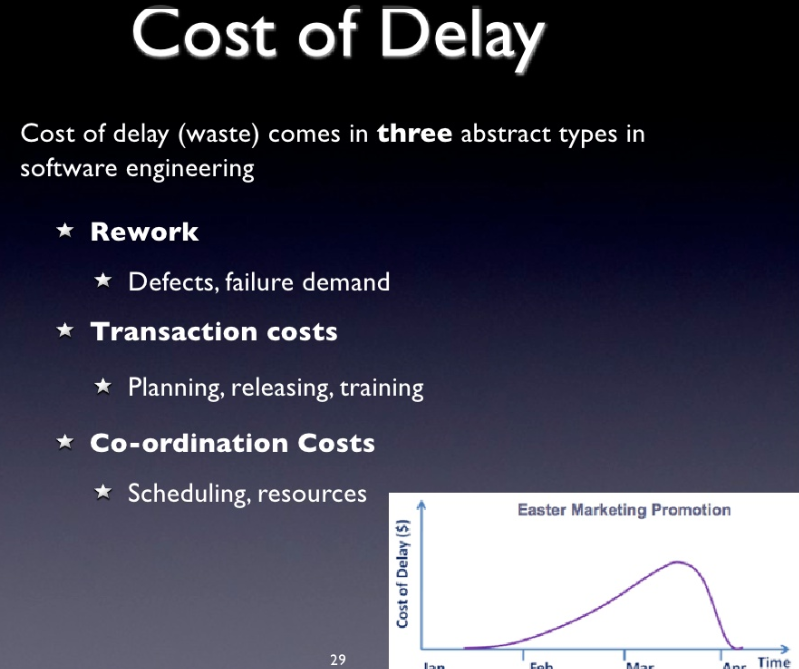 Cost of Delay
Cost of delay (waste) comes in three abstract types in
software engineering
Rework
Defects, failure demand
Transaction costs
Planning, releasing, training
Co-ordination Costs
Scheduling, resources
Easter Marketing Promotion
Cost of Delay ($)
Jan Feb Mar Apr Time
29